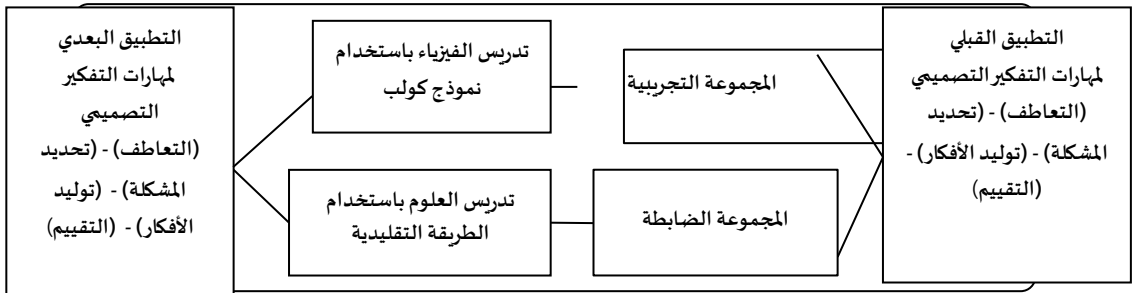 التطبيق القبلي
لمهارات التفكير التصميمي
(التعاطف) - (تحديد
المشكلة) - (توليد الأفكار) -
(التقييم)
المجموعة التجريبية
المجموعة الضابطة
تدريس الفيزياء باستخدام
نموذج كولب
تدريس العلوم باستخدام
الطريقة التقليدية
التطبيق البعدي
لمهارات التفكير
التصميمي
(التعاطف) - (تحديد
المشكلة) - (توليد
الأفكار) - (التقييم)